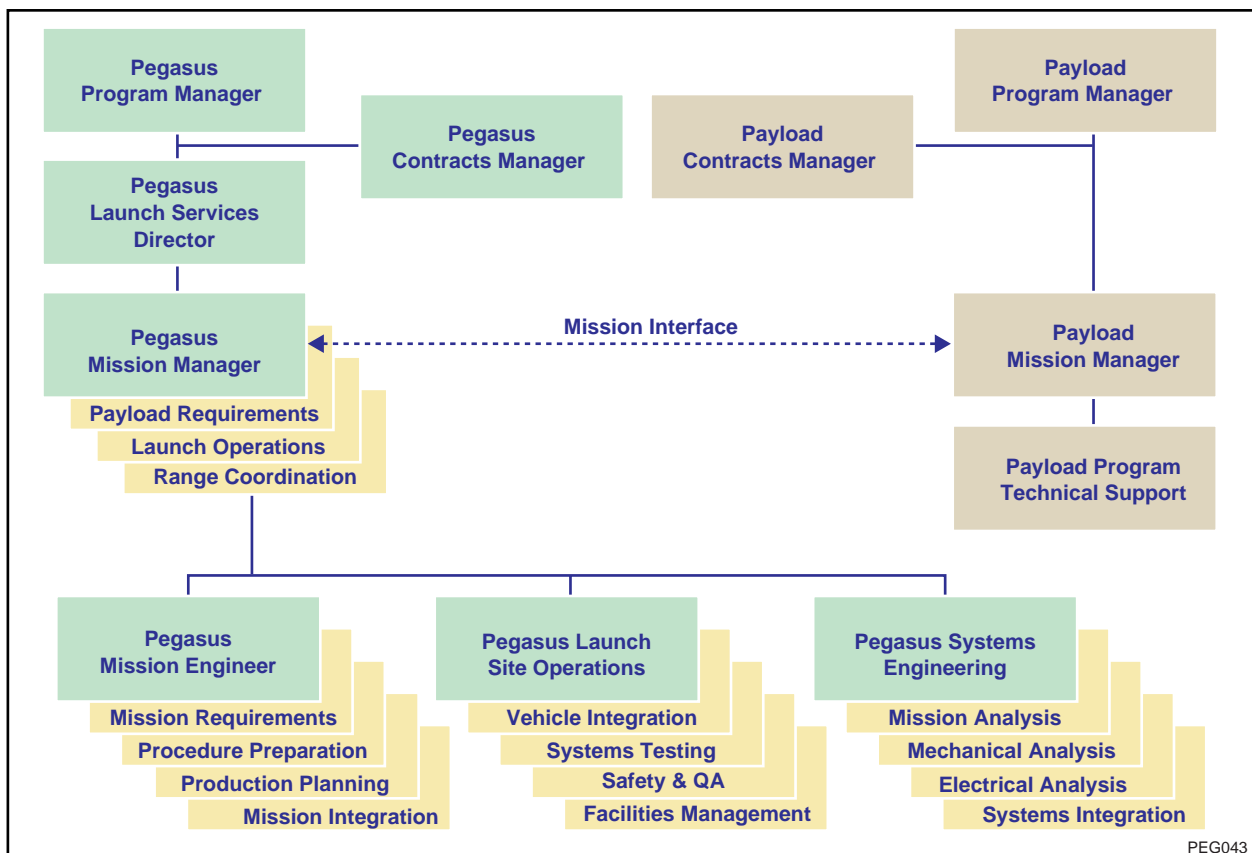 Pegasus
Program Manager
Payload
Program Manager
Pegasus
Contracts Manager
Payload
Contracts Manager
Pegasus
Launch Services
Director
Pegasus
Mission Manager
Mission Interface
Payload
Mission Manager
Payload Requirements
Launch Operations
Range Coordination
Payload Program
Technical Support
Pegasus
Mission Engineer
Mission Requirements
Procedure Preparation
Production Planning
Mission Integration
Pegasus Launch
Site Operations
Vehicle Integration
Systems Testing
Safety & QA
Facilities Management
Pegasus Systems
Engineering
Mission Analysis
Mechanical Analysis
Electrical Analysis
Systems Integration
PEG043